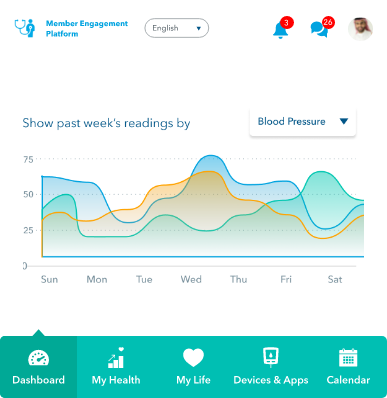 Member Engagement
Platform
English
3
26
Show past week's readings by
Blood Pressure
75
50
25
0
Sun Mon Tue Wed Thu Fri Sat
Dashboard My Health My Life Devices & Apps Calendar